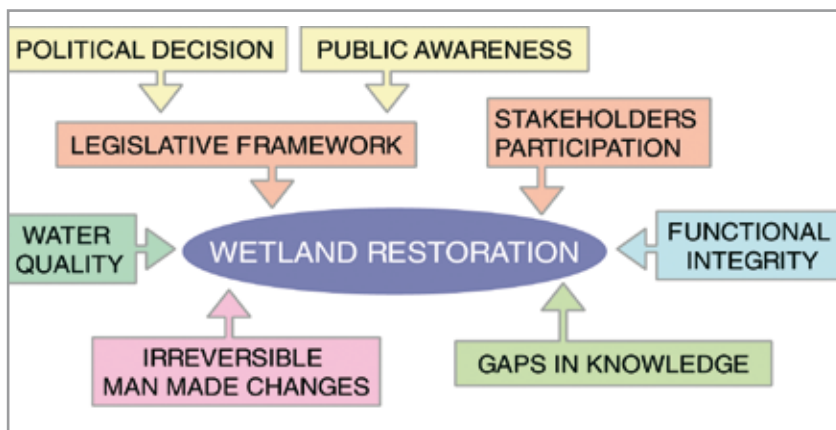 POLITICAL DECISION
PUBLIC AWARENESS
LEGISLATIVE FRAMEWORK
STAKEHOLDERS
PARTICIPATION
WATER
QUALITY
WETLAND RESTORATION
FUNCTIONAL
INTEGRITY
IRREVERSIBLE
MAN MADE CHANGES
GAPS IN KNOWLEDGE